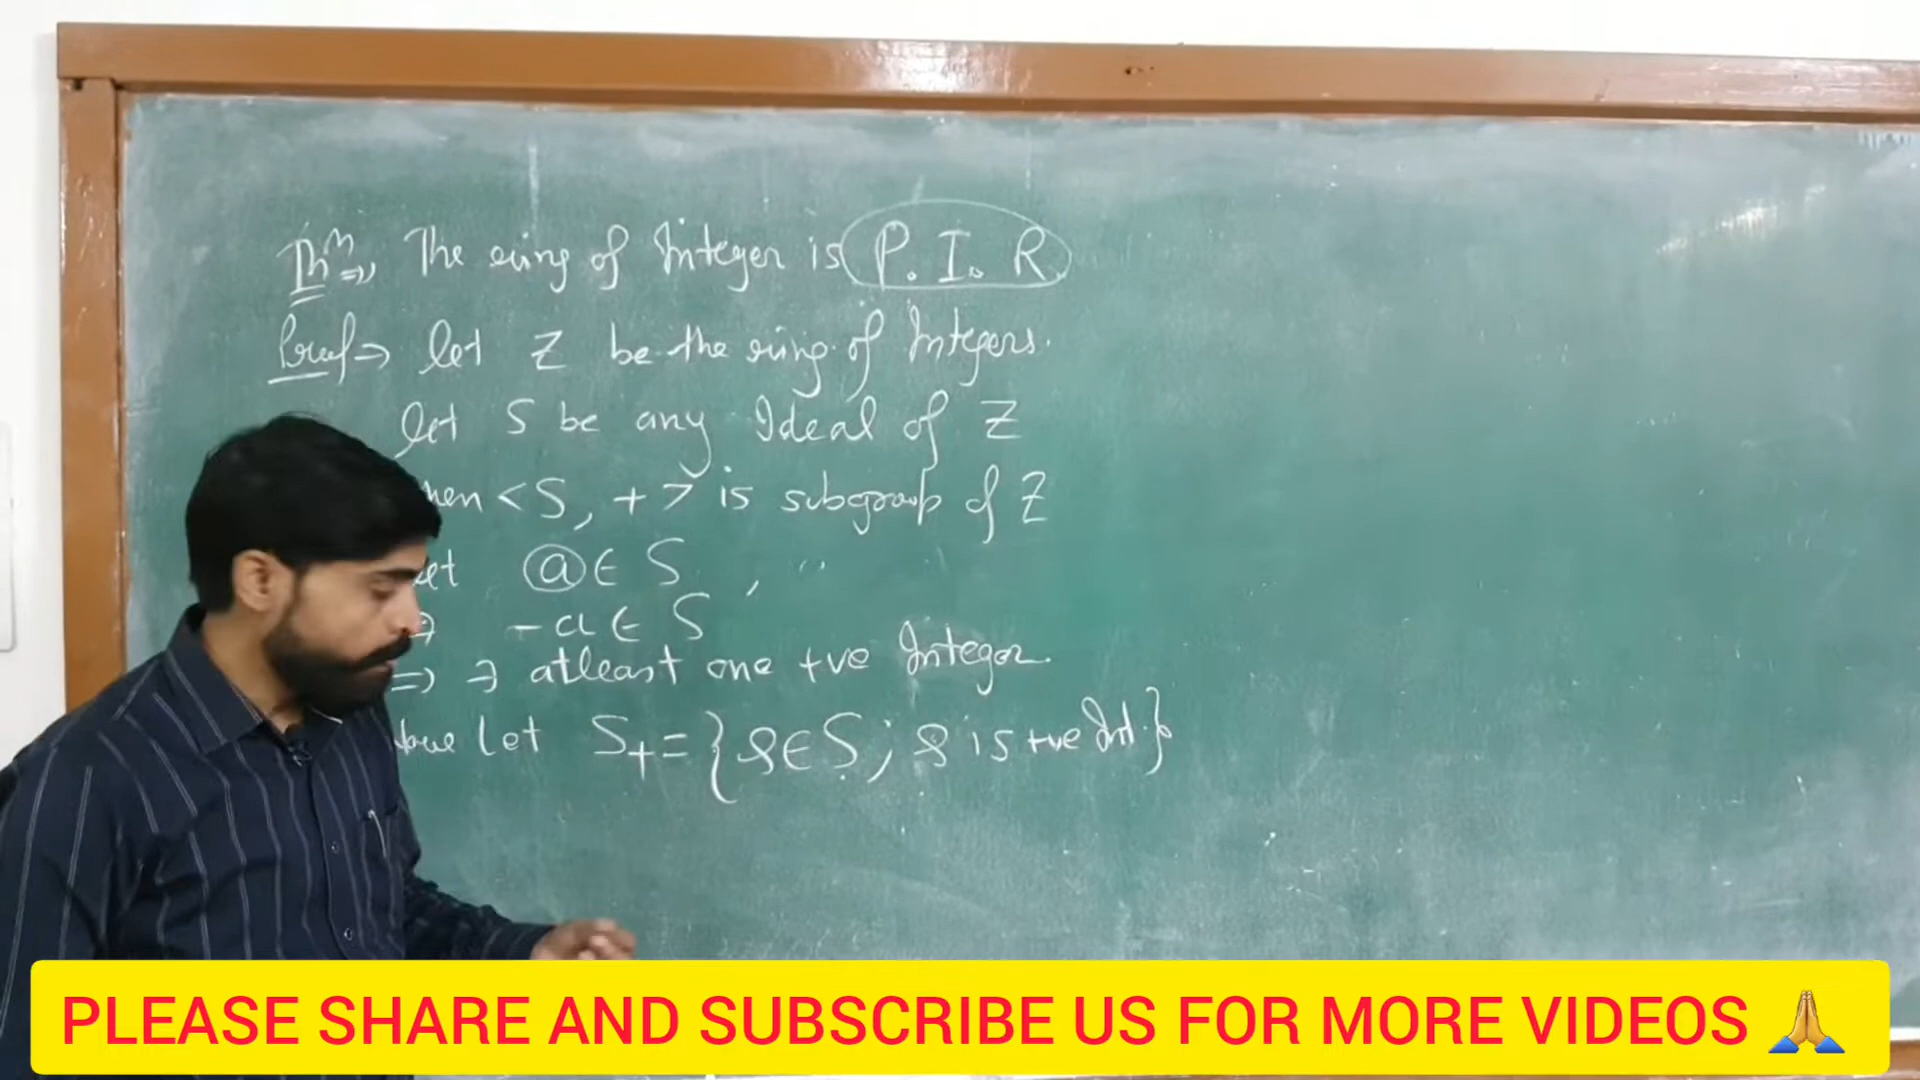 Thm => The ring of Integer is P. I. R
Proof => let Z be the ring of Integers.
let S be any Ideal of Z
hen < S, + > is subgroup of Z
et a ∈ S ,
⇒ - a ∈ S
=> ∃ atleast one +ve Integer.
Let S+ = { s ∈ S ; s is +ve Int. }
PLEASE SHARE AND SUBSCRIBE US FOR MORE VIDEOS 🙏